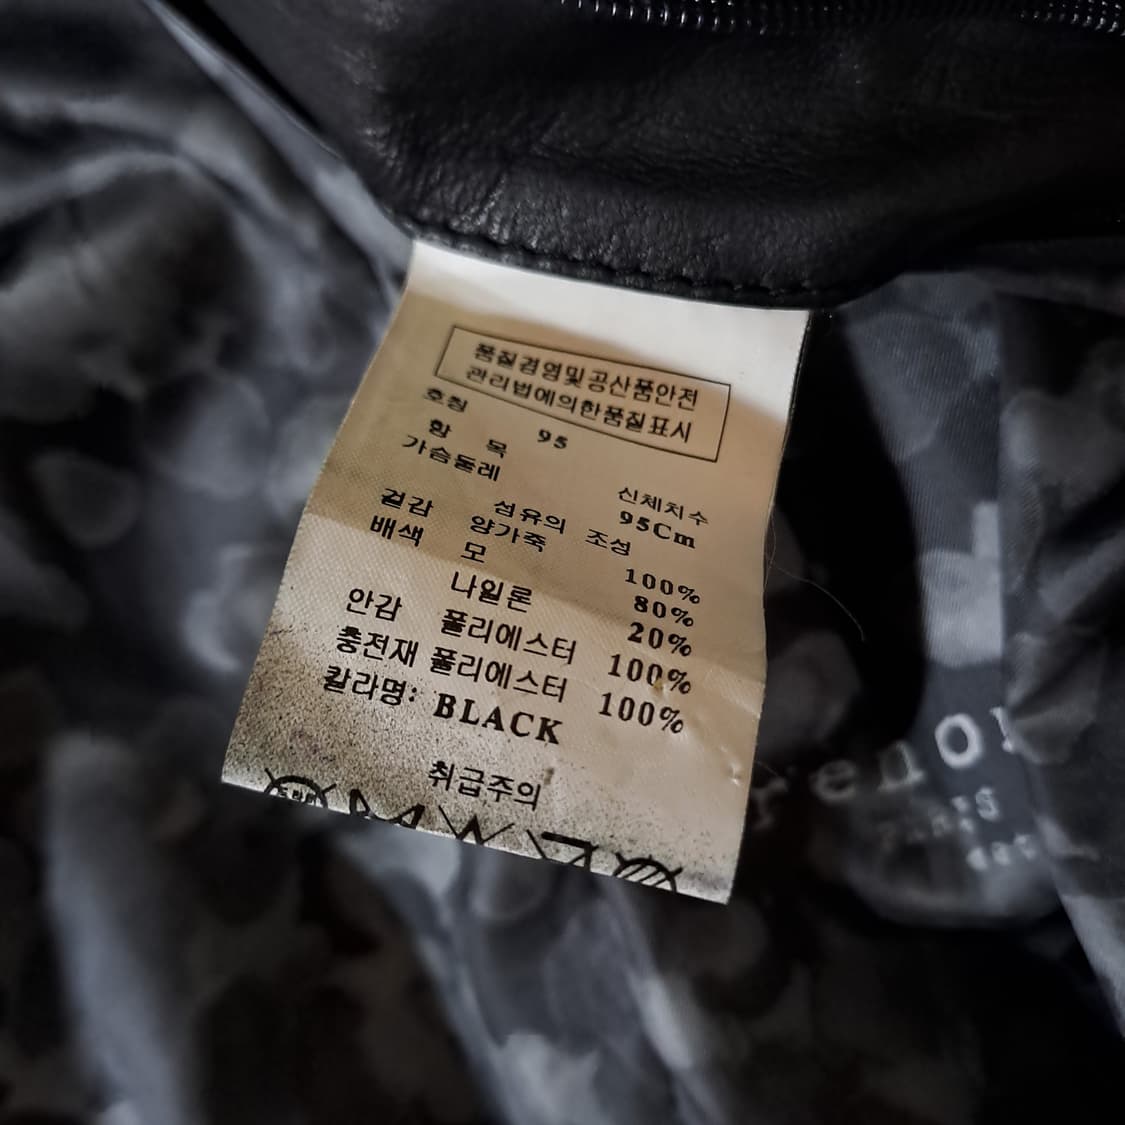 품질경영및공산품안전
관리법에의한품질표시
호칭 95
항 목 신체치수
가슴둘레 95Cm
섬유의 조성
겉감 양가죽 100%
배색 모 80%
나일론 20%
안감 폴리에스터 100%
충전재 폴리에스터 100%
칼라명: BLACK
취급주의